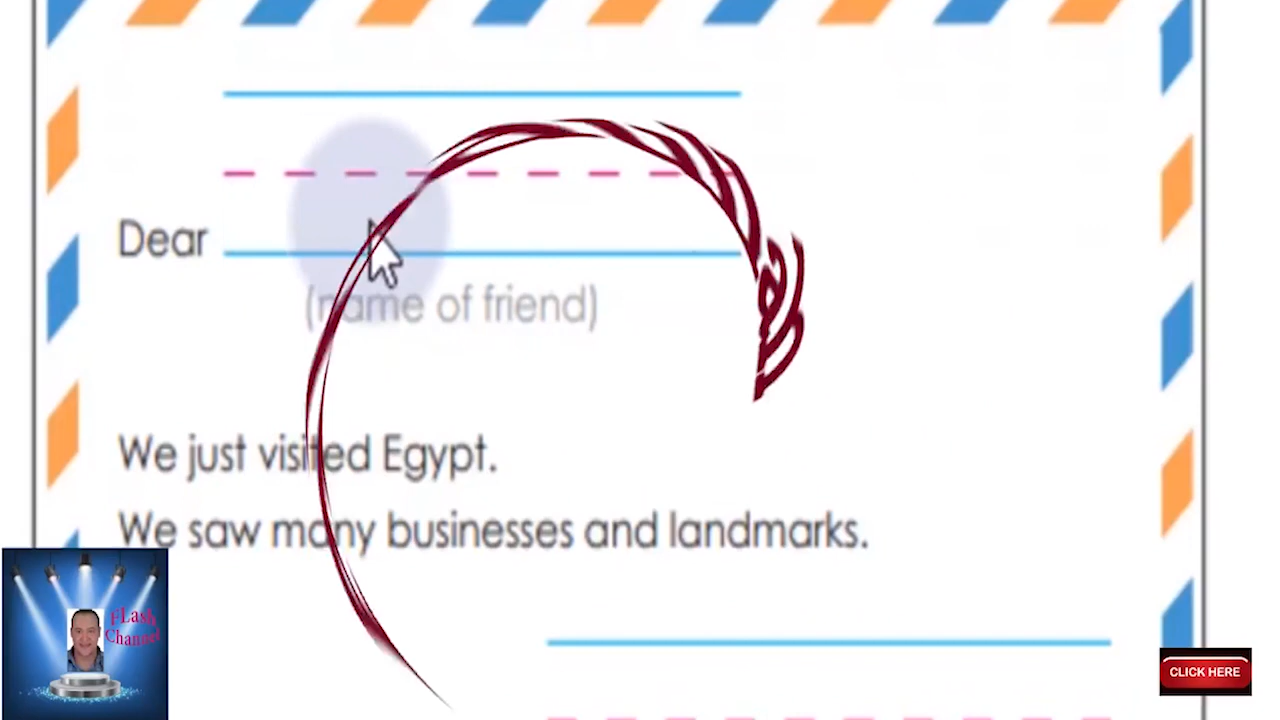 Dear
(name of friend)
We just visited Egypt.
We saw many businesses and landmarks.
FLash
Channel
CLICK HERE